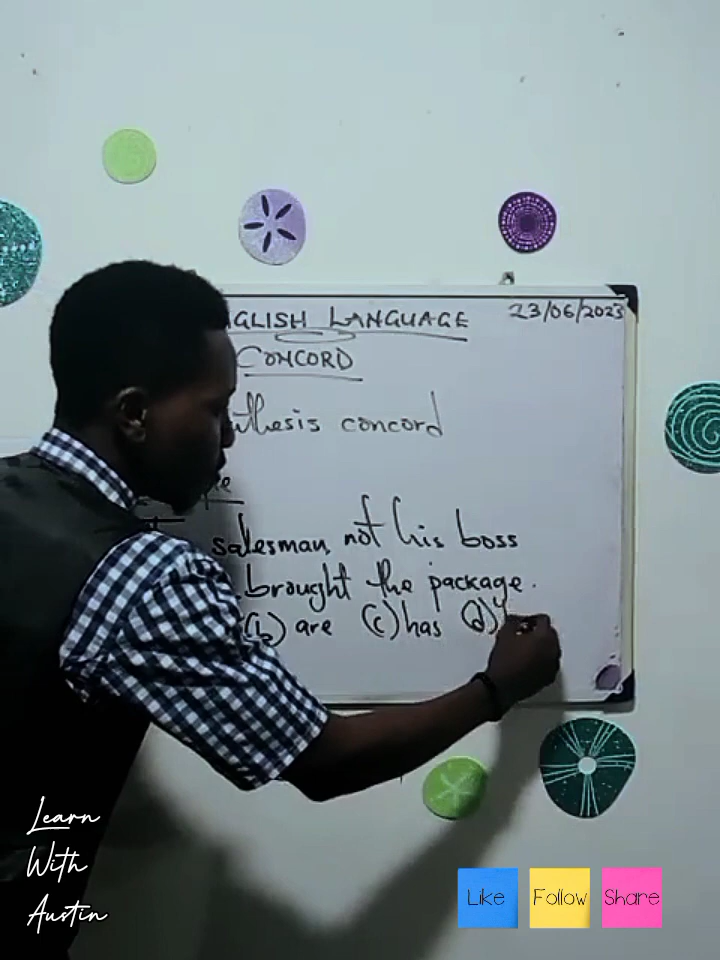 GLISH LANGUAGE 23/06/2023
CONCORD
thesis concord
salesman, not his boss
brought the package.
(b) are (c) has (d)
Learn
With
Austin
Like Follow Share